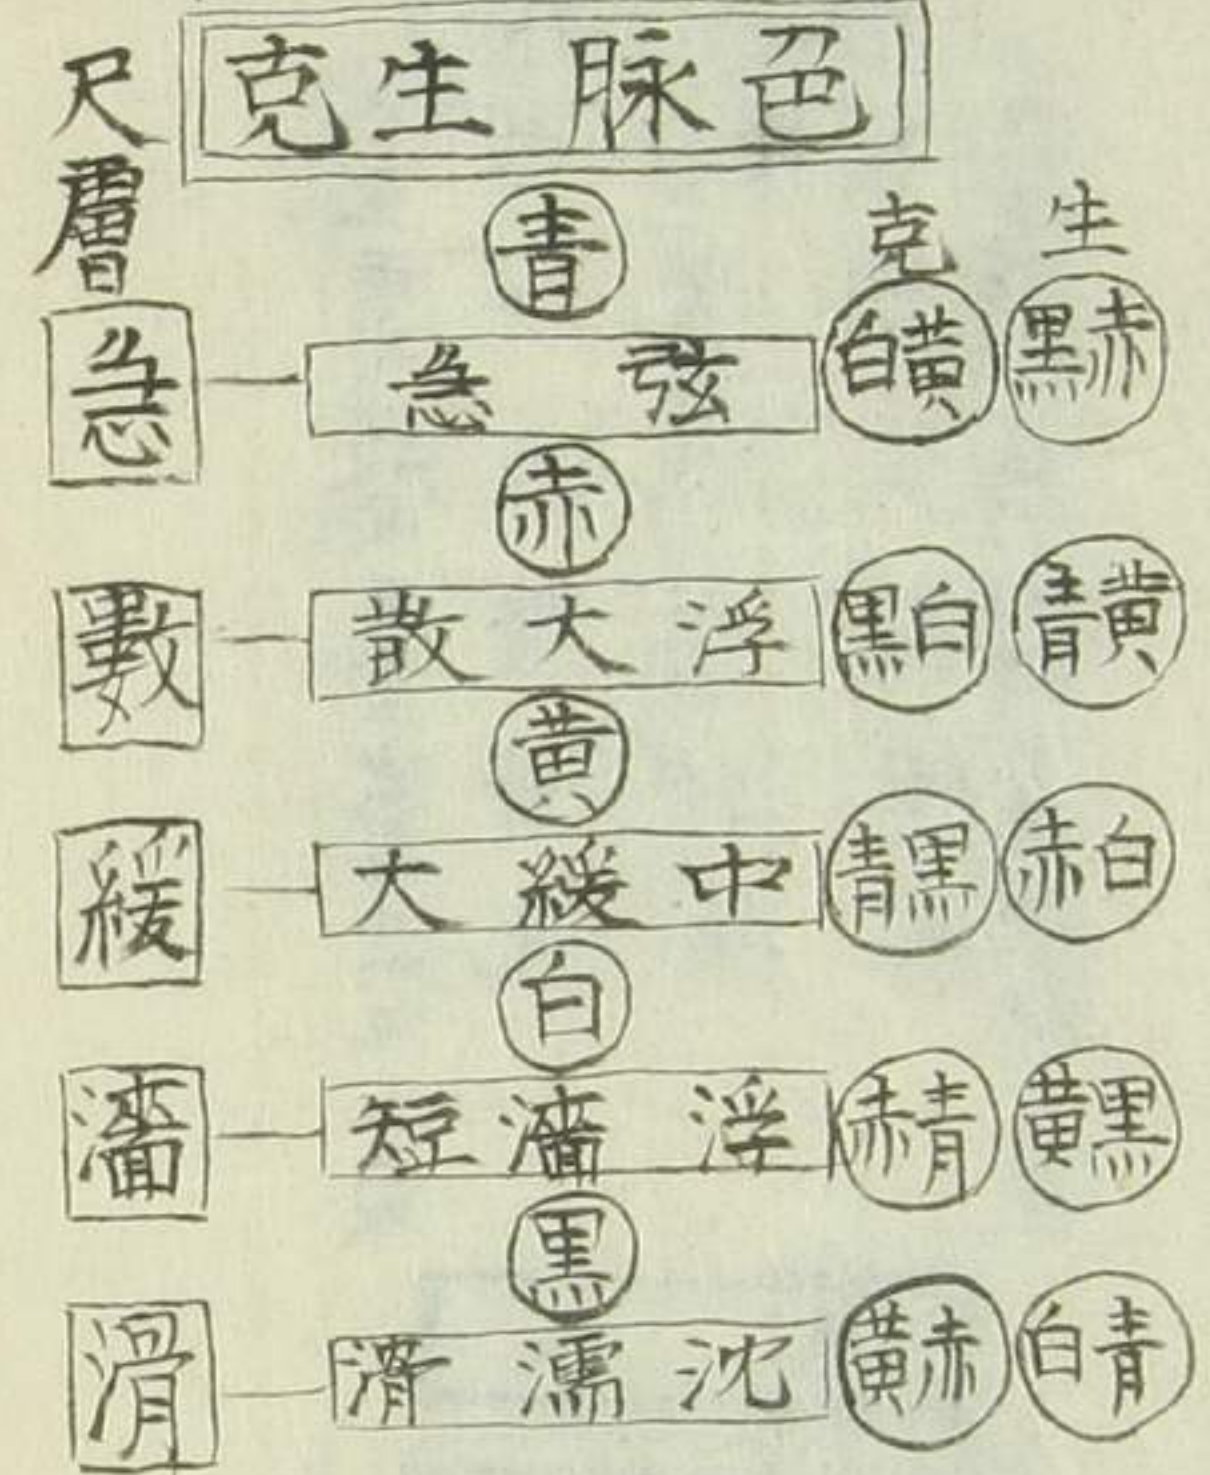 色脉生克
尺膚
生 克
青
赤黒 黄白 弦急 急
赤
黄青 白黒 浮大散 數
黄
白赤 黒青 中緩大 緩
白
黒黄 青赤 浮濇短 濇
黒
青白 赤黄 沈濡滑 滑